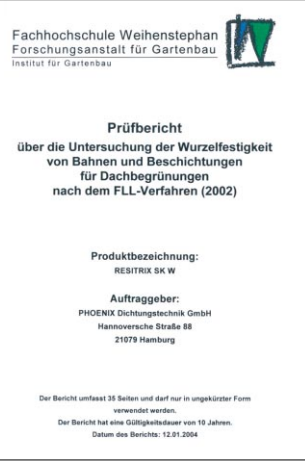 Fachhochschule Weihenstephan
Forschungsanstalt für Gartenbau
Institut für Gartenbau
Prüfbericht
über die Untersuchung der Wurzelfestigkeit
von Bahnen und Beschichtungen
für Dachbegrünungen
nach dem FLL-Verfahren (2002)
Produktbezeichnung:
RESITRIX SK W
Auftraggeber:
PHOENIX Dichtungstechnik GmbH
Hannoversche Straße 88
21079 Hamburg
Der Bericht umfasst 35 Seiten und darf nur in ungekürzter Form
verwendet werden.
Der Bericht hat eine Gültigkeitsdauer von 10 Jahren.
Datum des Berichts: 12.01.2004